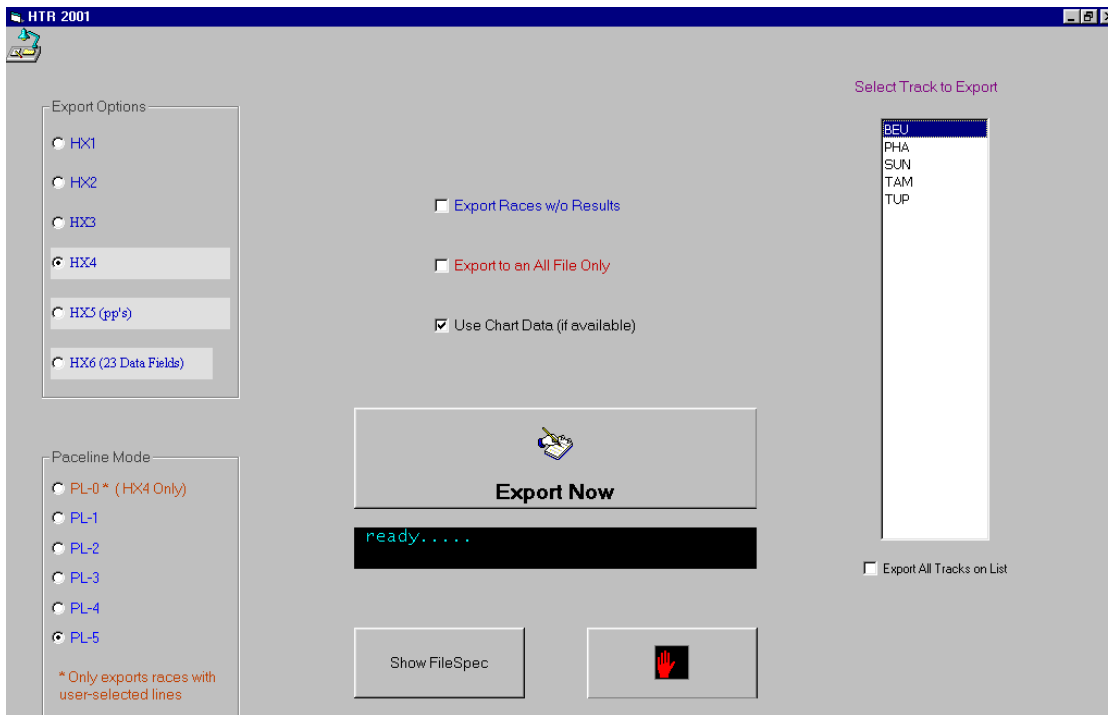 HTR 2001
Export Options
HX1
HX2
HX3
HX4
HX5 (pp's)
HX6 (23 Data Fields)
Paceline Mode
PL-0 * ( HX4 Only)
PL-1
PL-2
PL-3
PL-4
PL-5
* Only exports races with
user-selected lines
Export Races w/o Results
Export to an All File Only
Use Chart Data (if available)
Export Now
ready.....
Show FileSpec
Select Track to Export
BEU
PHA
SUN
TAM
TUP
Export All Tracks on List